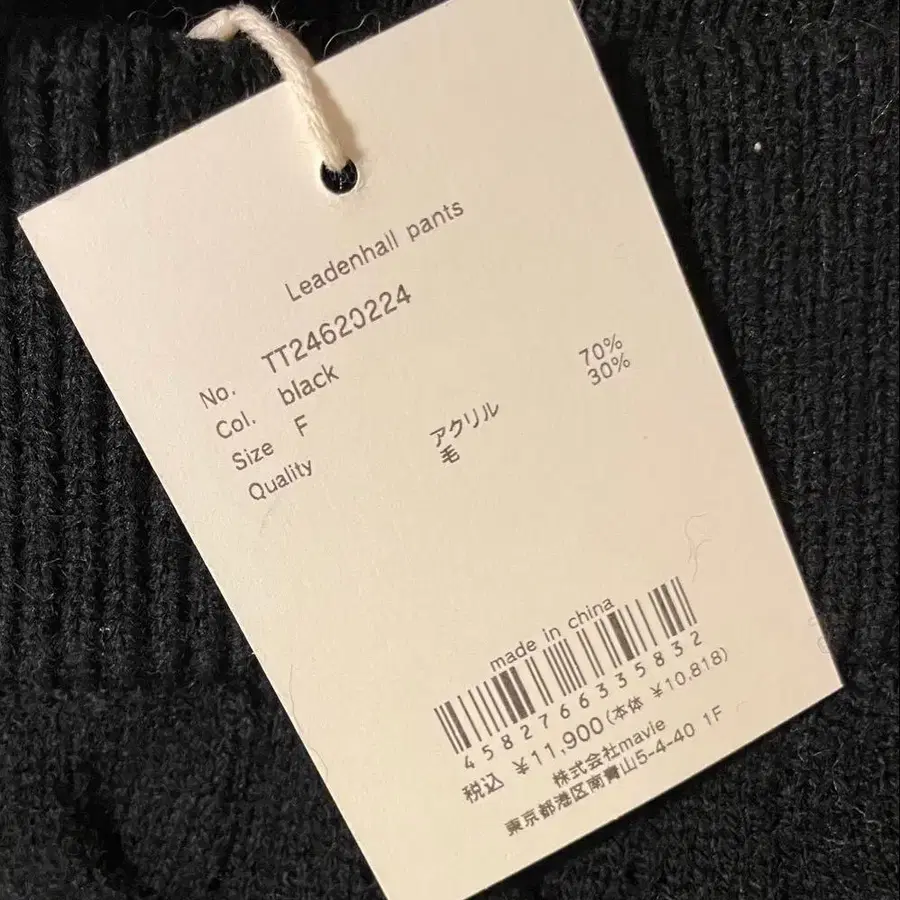 Leadenhall pants
No. TT24620224
Col. black
Size F
Quality アクリル 70%
毛 30%
made in china
4582766335832
税込 ¥11,900(本体 ¥10,818)
株式会社mavie
東京都港区南青山5-4-40 1F